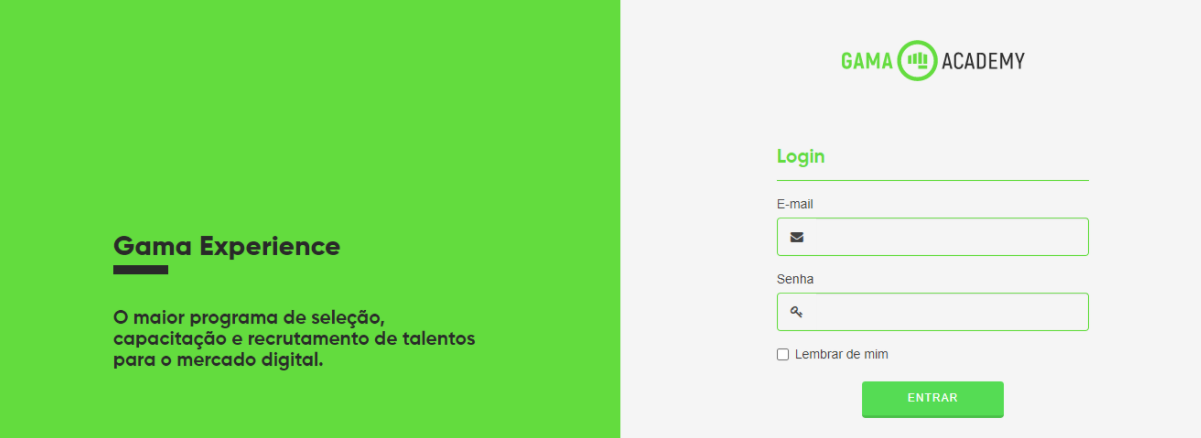 Gama Experience
O maior programa de seleção,
capacitação e recrutamento de talentos
para o mercado digital.
GAMA ACADEMY
Login
E-mail
Senha
Lembrar de mim
ENTRAR